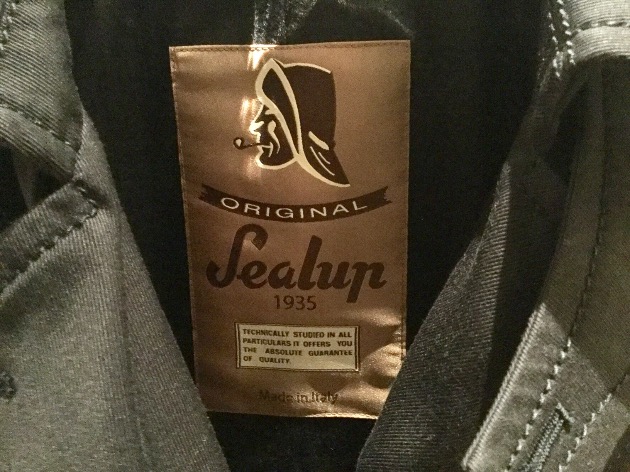 ORIGINAL
Sealup
1935
TECHNICALLY STUDIED IN ALL
PARTICULARS IT OFFERS YOU
THE ABSOLUTE GUARANTEE
OF QUALITY.
Made in Italy